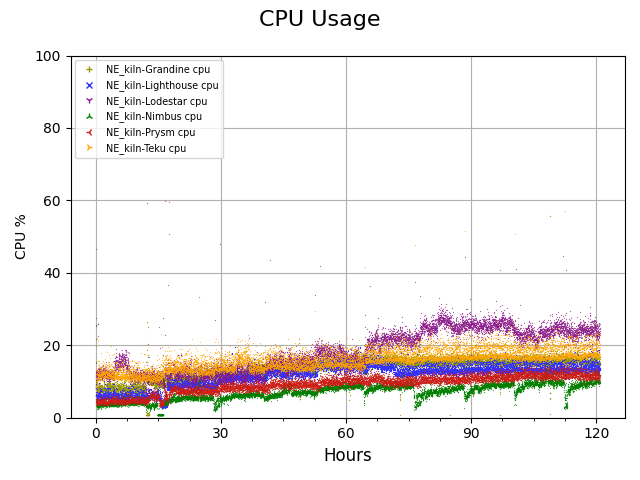 CPU Usage
100
80
60
40
20
0
CPU %
NE_kiln-Grandine cpu
NE_kiln-Lighthouse cpu
NE_kiln-Lodestar cpu
NE_kiln-Nimbus cpu
NE_kiln-Prysm cpu
NE_kiln-Teku cpu
0 30 60 90 120
Hours